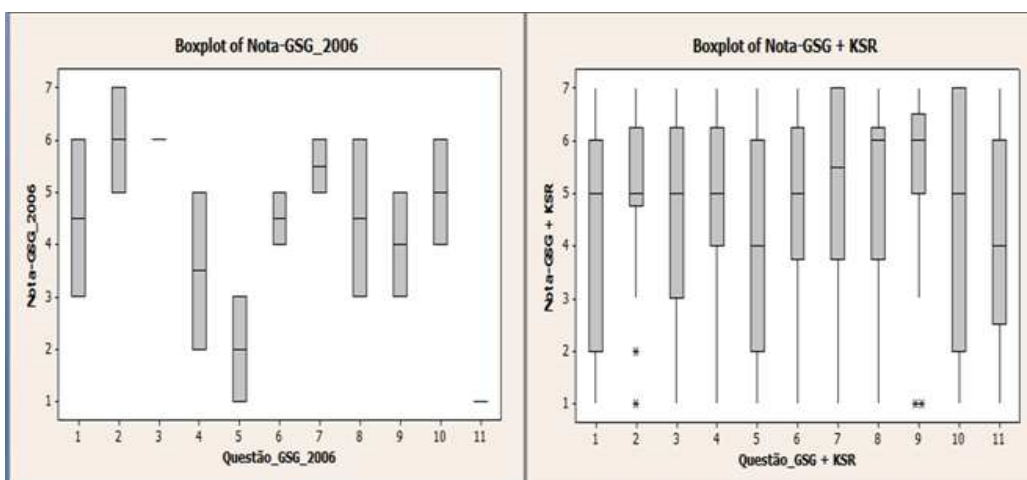 Boxplot of Nota-GSG_2006
Nota-GSG_2006
7
6
5
4
3
2
1
1 2 3 4 5 6 7 8 9 10 11
Questão_GSG_2006
Boxplot of Nota-GSG + KSR
Nota-GSG + KSR
7
6
5
4
3
2
1
1 2 3 4 5 6 7 8 9 10 11
Questão_GSG + KSR